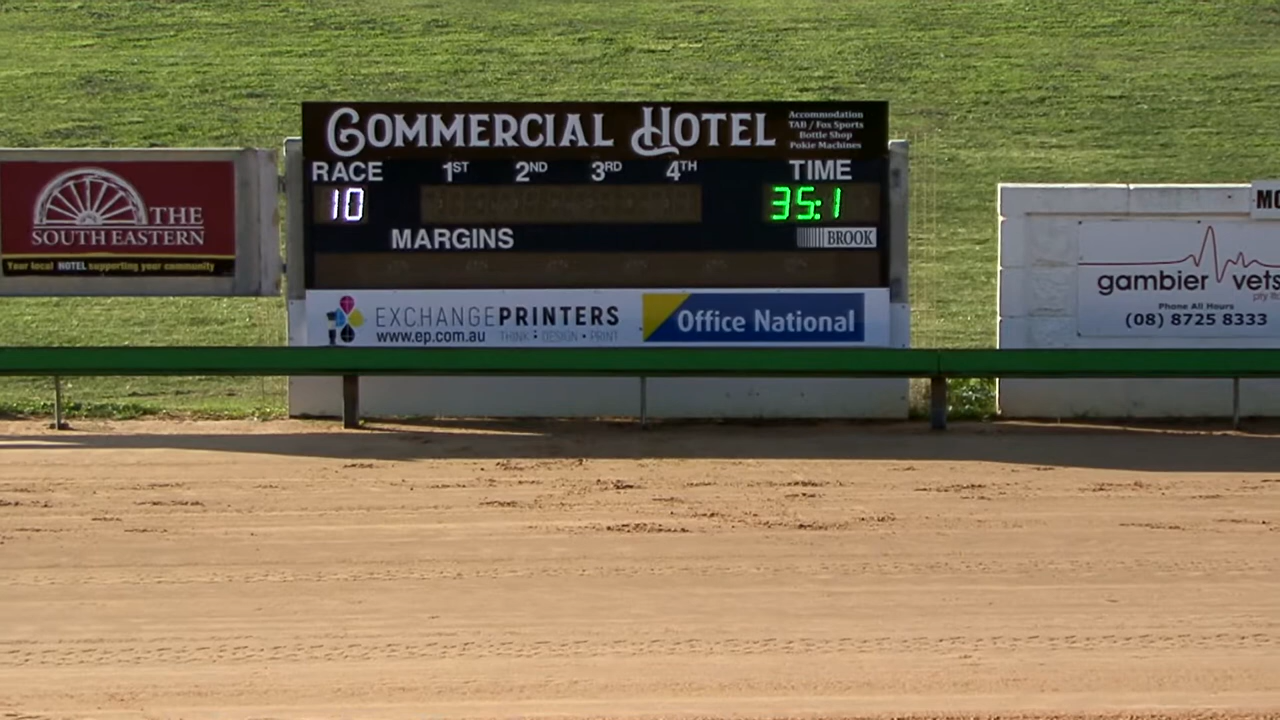 COMMERCIAL HOTEL
Accommodation
TAB / Fox Sports
Bottle Shop
Pokie Machines
RACE 1ST 2ND 3RD 4TH TIME
10 35:1
MARGINS BROOK
THE
SOUTH EASTERN
Your local HOTEL supporting your community
EXCHANGEPRINTERS
www.ep.com.au THINK : DESIGN • PRINT
Office National
MO
gambier vets
pty
Phone All Hours
(08) 8725 8333